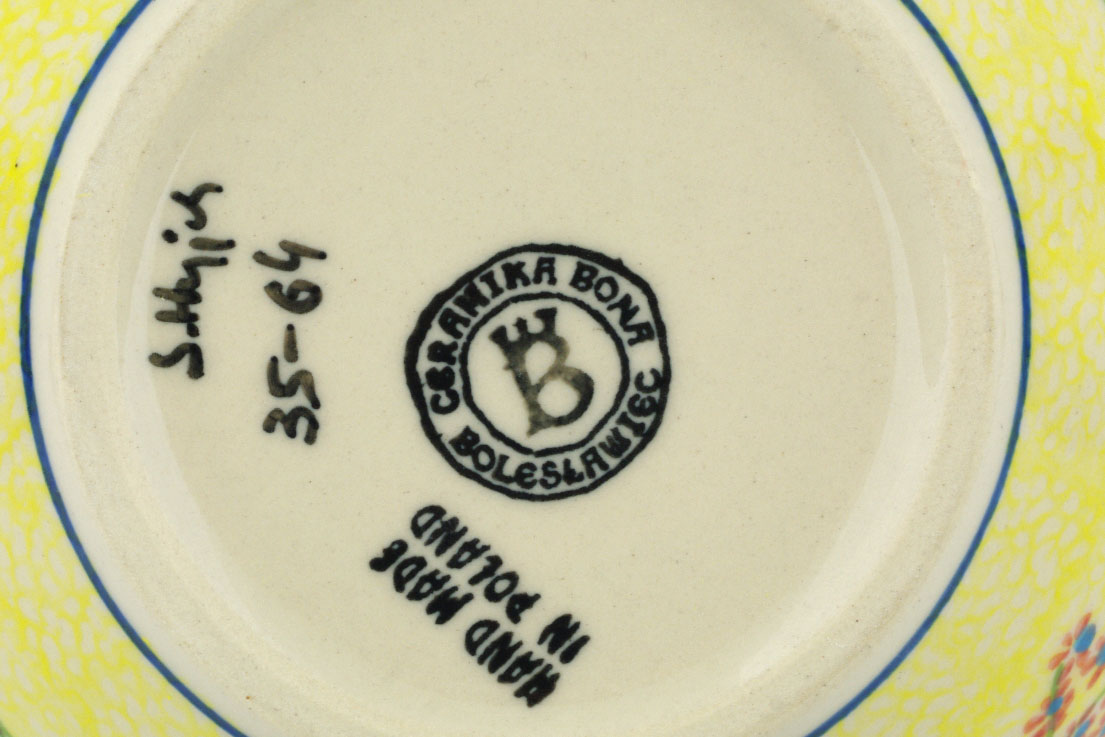 CERAMIKA BONA
BOLESŁAWIEC
B
HAND MADE
IN POLAND
35-64